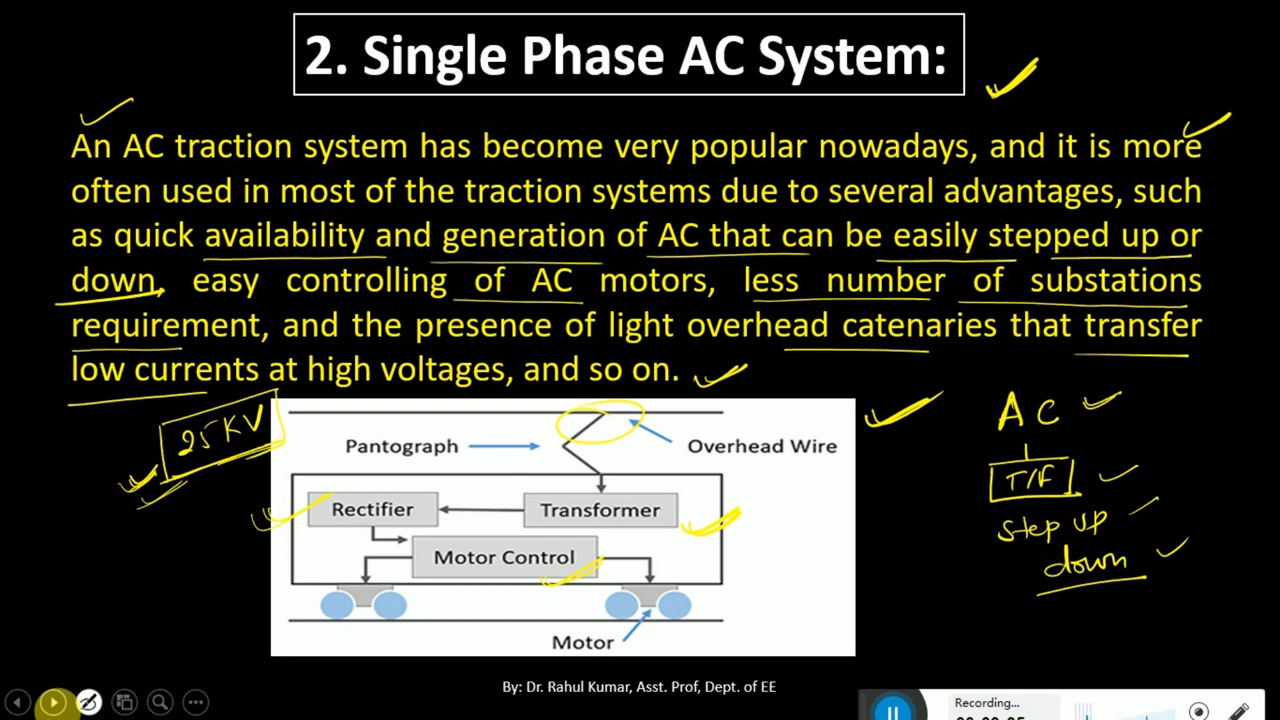 2. Single Phase AC System:
An AC traction system has become very popular nowadays, and it is more
often used in most of the traction systems due to several advantages, such
as quick availability and generation of AC that can be easily stepped up or
down, easy controlling of AC motors, less number of substations
requirement, and the presence of light overhead catenaries that transfer
low currents at high voltages, and so on.
25 KV
Pantograph
Overhead Wire
Rectifier
Transformer
Motor Control
Motor
AC
T/F
step up
down
By: Dr. Rahul Kumar, Asst. Prof, Dept. of EE
Recording...